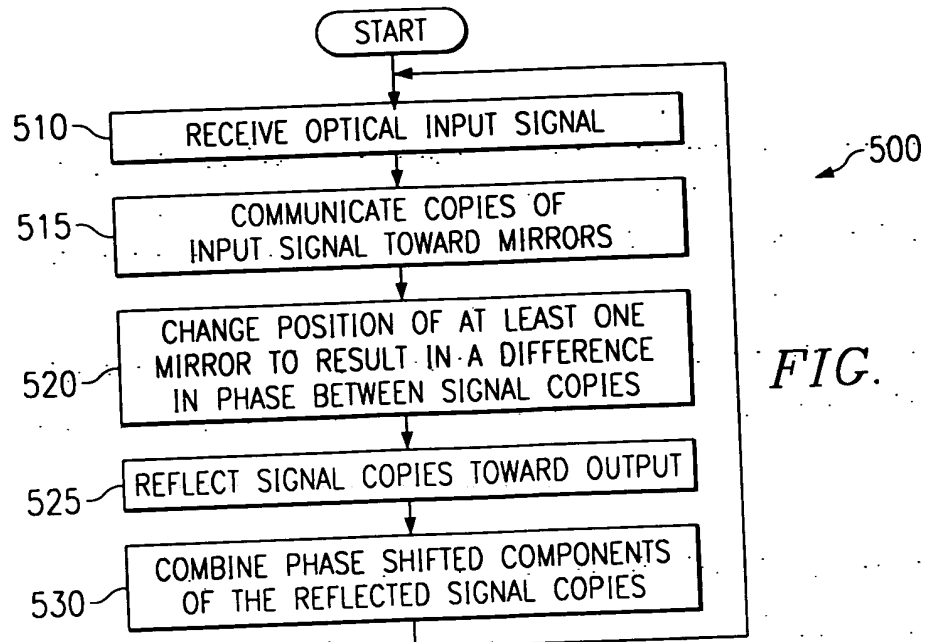 START
510
RECEIVE OPTICAL INPUT SIGNAL
500
515
COMMUNICATE COPIES OF
INPUT SIGNAL TOWARD MIRRORS
520
CHANGE POSITION OF AT LEAST ONE
MIRROR TO RESULT IN A DIFFERENCE
IN PHASE BETWEEN SIGNAL COPIES
FIG.
525
REFLECT SIGNAL COPIES TOWARD OUTPUT
530
COMBINE PHASE SHIFTED COMPONENTS
OF THE REFLECTED SIGNAL COPIES